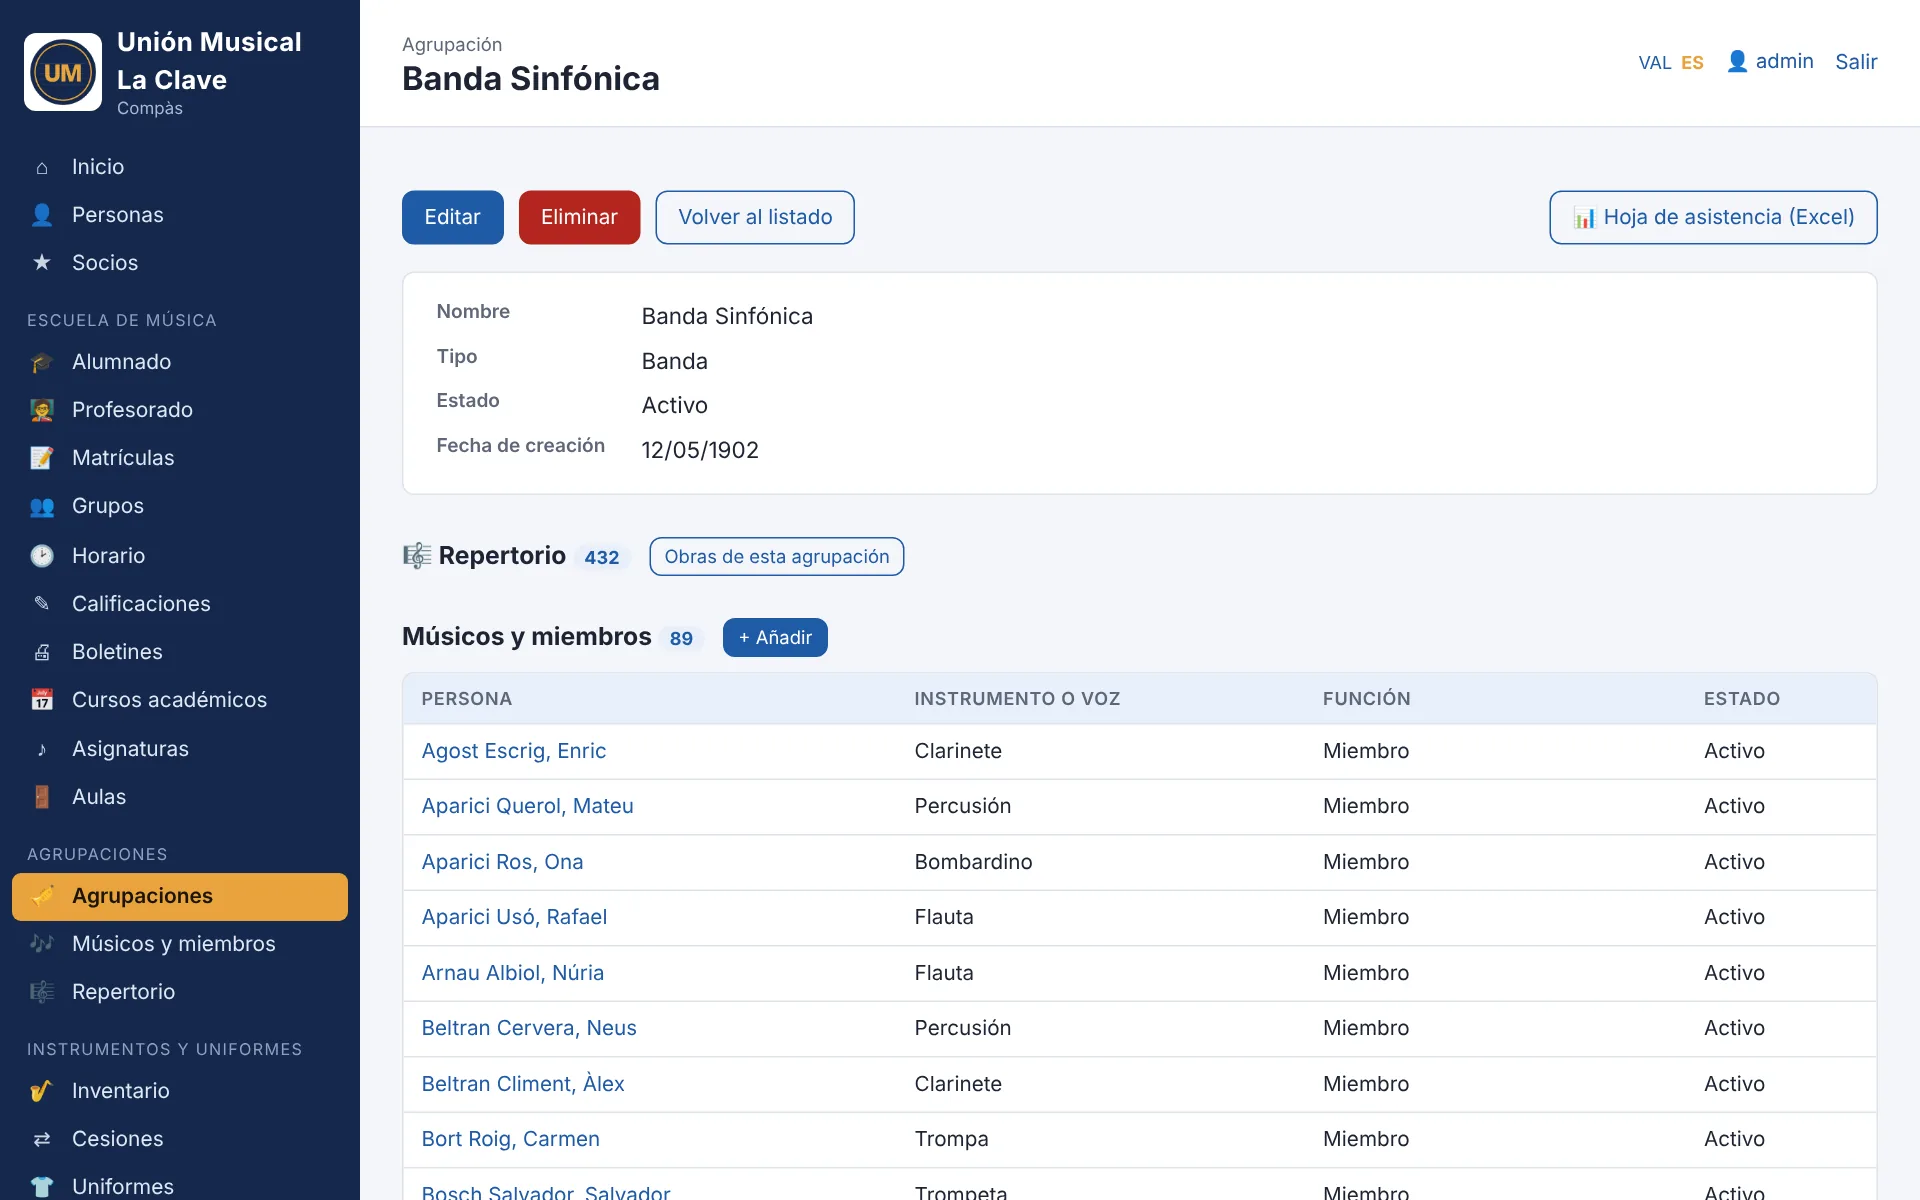 UM
Unión Musical
La Clave
Compàs
Inicio
Personas
Socios
ESCUELA DE MÚSICA
Alumnado
Profesorado
Matrículas
Grupos
Horario
Calificaciones
Boletines
Cursos académicos
Asignaturas
Aulas
AGRUPACIONES
Agrupaciones
Músicos y miembros
Repertorio
INSTRUMENTOS Y UNIFORMES
Inventario
Cesiones
Uniformes
Agrupación
Banda Sinfónica
VAL ES admin Salir
Editar Eliminar Volver al listado Hoja de asistencia (Excel)
Nombre Banda Sinfónica
Tipo Banda
Estado Activo
Fecha de creación 12/05/1902
Repertorio 432 Obras de esta agrupación
Músicos y miembros 89 + Añadir
PERSONA INSTRUMENTO O VOZ FUNCIÓN ESTADO
Agost Escrig, Enric Clarinete Miembro Activo
Aparici Querol, Mateu Percusión Miembro Activo
Aparici Ros, Ona Bombardino Miembro Activo
Aparici Usó, Rafael Flauta Miembro Activo
Arnau Albiol, Núria Flauta Miembro Activo
Beltran Cervera, Neus Percusión Miembro Activo
Beltran Climent, Àlex Clarinete Miembro Activo
Bort Roig, Carmen Trompa Miembro Activo
Bosch Salvador, Salvador Trompeta Miembro Activo